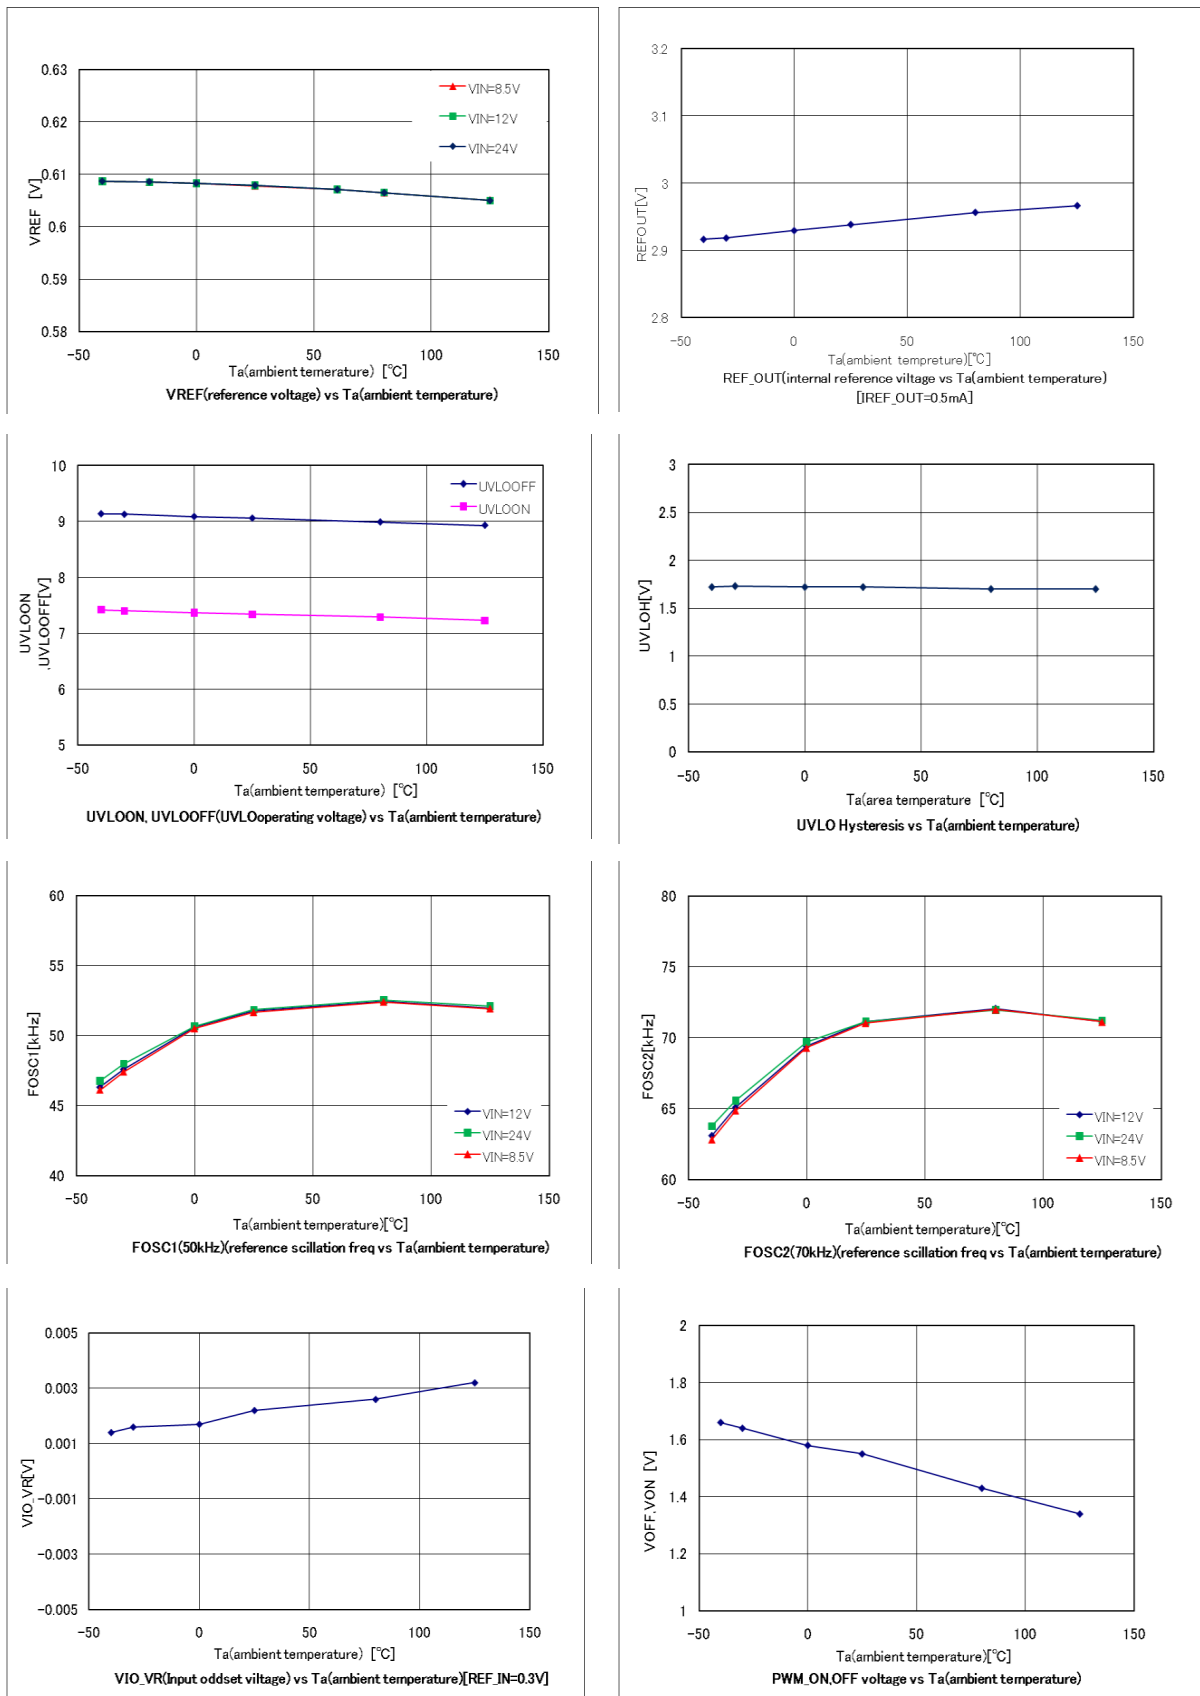 0.63
0.62
0.61
0.6
0.59
0.58
VREF [V]
VIN=8.5V
VIN=12V
VIN=24V
-50 0 50 100 150
Ta(ambient temerature) [℃]
VREF(reference voltage) vs Ta(ambient temperature)
3.2
3.1
3
2.9
2.8
REFOUT[V]
-50 0 50 100 150
Ta(ambient tempreture)[℃]
REF_OUT(internal reference viltage vs Ta(ambient temperature)
[IREF_OUT=0.5mA]
10
9
8
7
6
5
UVLOON
,UVLOOFF[V]
UVLOOFF
UVLOON
-50 0 50 100 150
Ta(ambient temperature) [℃]
UVLOON, UVLOOFF(UVLOoperating voltage) vs Ta(ambient temperature)
3
2.5
2
1.5
1
0.5
0
UVLOH[V]
-50 0 50 100 150
Ta(area temperature [℃]
UVLO Hysteresis vs Ta(ambient temperature)
60
55
50
45
40
FOSC1[kHz]
VIN=12V
VIN=24V
VIN=8.5V
-50 0 50 100 150
Ta(ambient temperature)[℃]
FOSC1(50kHz)(reference scillation freq vs Ta(ambient temperature)
80
75
70
65
60
FOSC2[kHz]
VIN=12V
VIN=24V
VIN=8.5V
-50 0 50 100 150
Ta(ambient temperature)[℃]
FOSC2(70kHz)(reference scillation freq vs Ta(ambient temperature)
0.005
0.003
0.001
-0.001
-0.003
-0.005
VIO_VR[V]
-50 0 50 100 150
Ta(ambient temperature) [℃]
VIO_VR(Input oddset viltage) vs Ta(ambient temperature)[REF_IN=0.3V]
2
1.8
1.6
1.4
1.2
1
VOFF,VON [V]
-50 0 50 100 150
Ta(ambient temperature) [℃]
PWM_ON,OFF voltage vs Ta(ambient temperature)